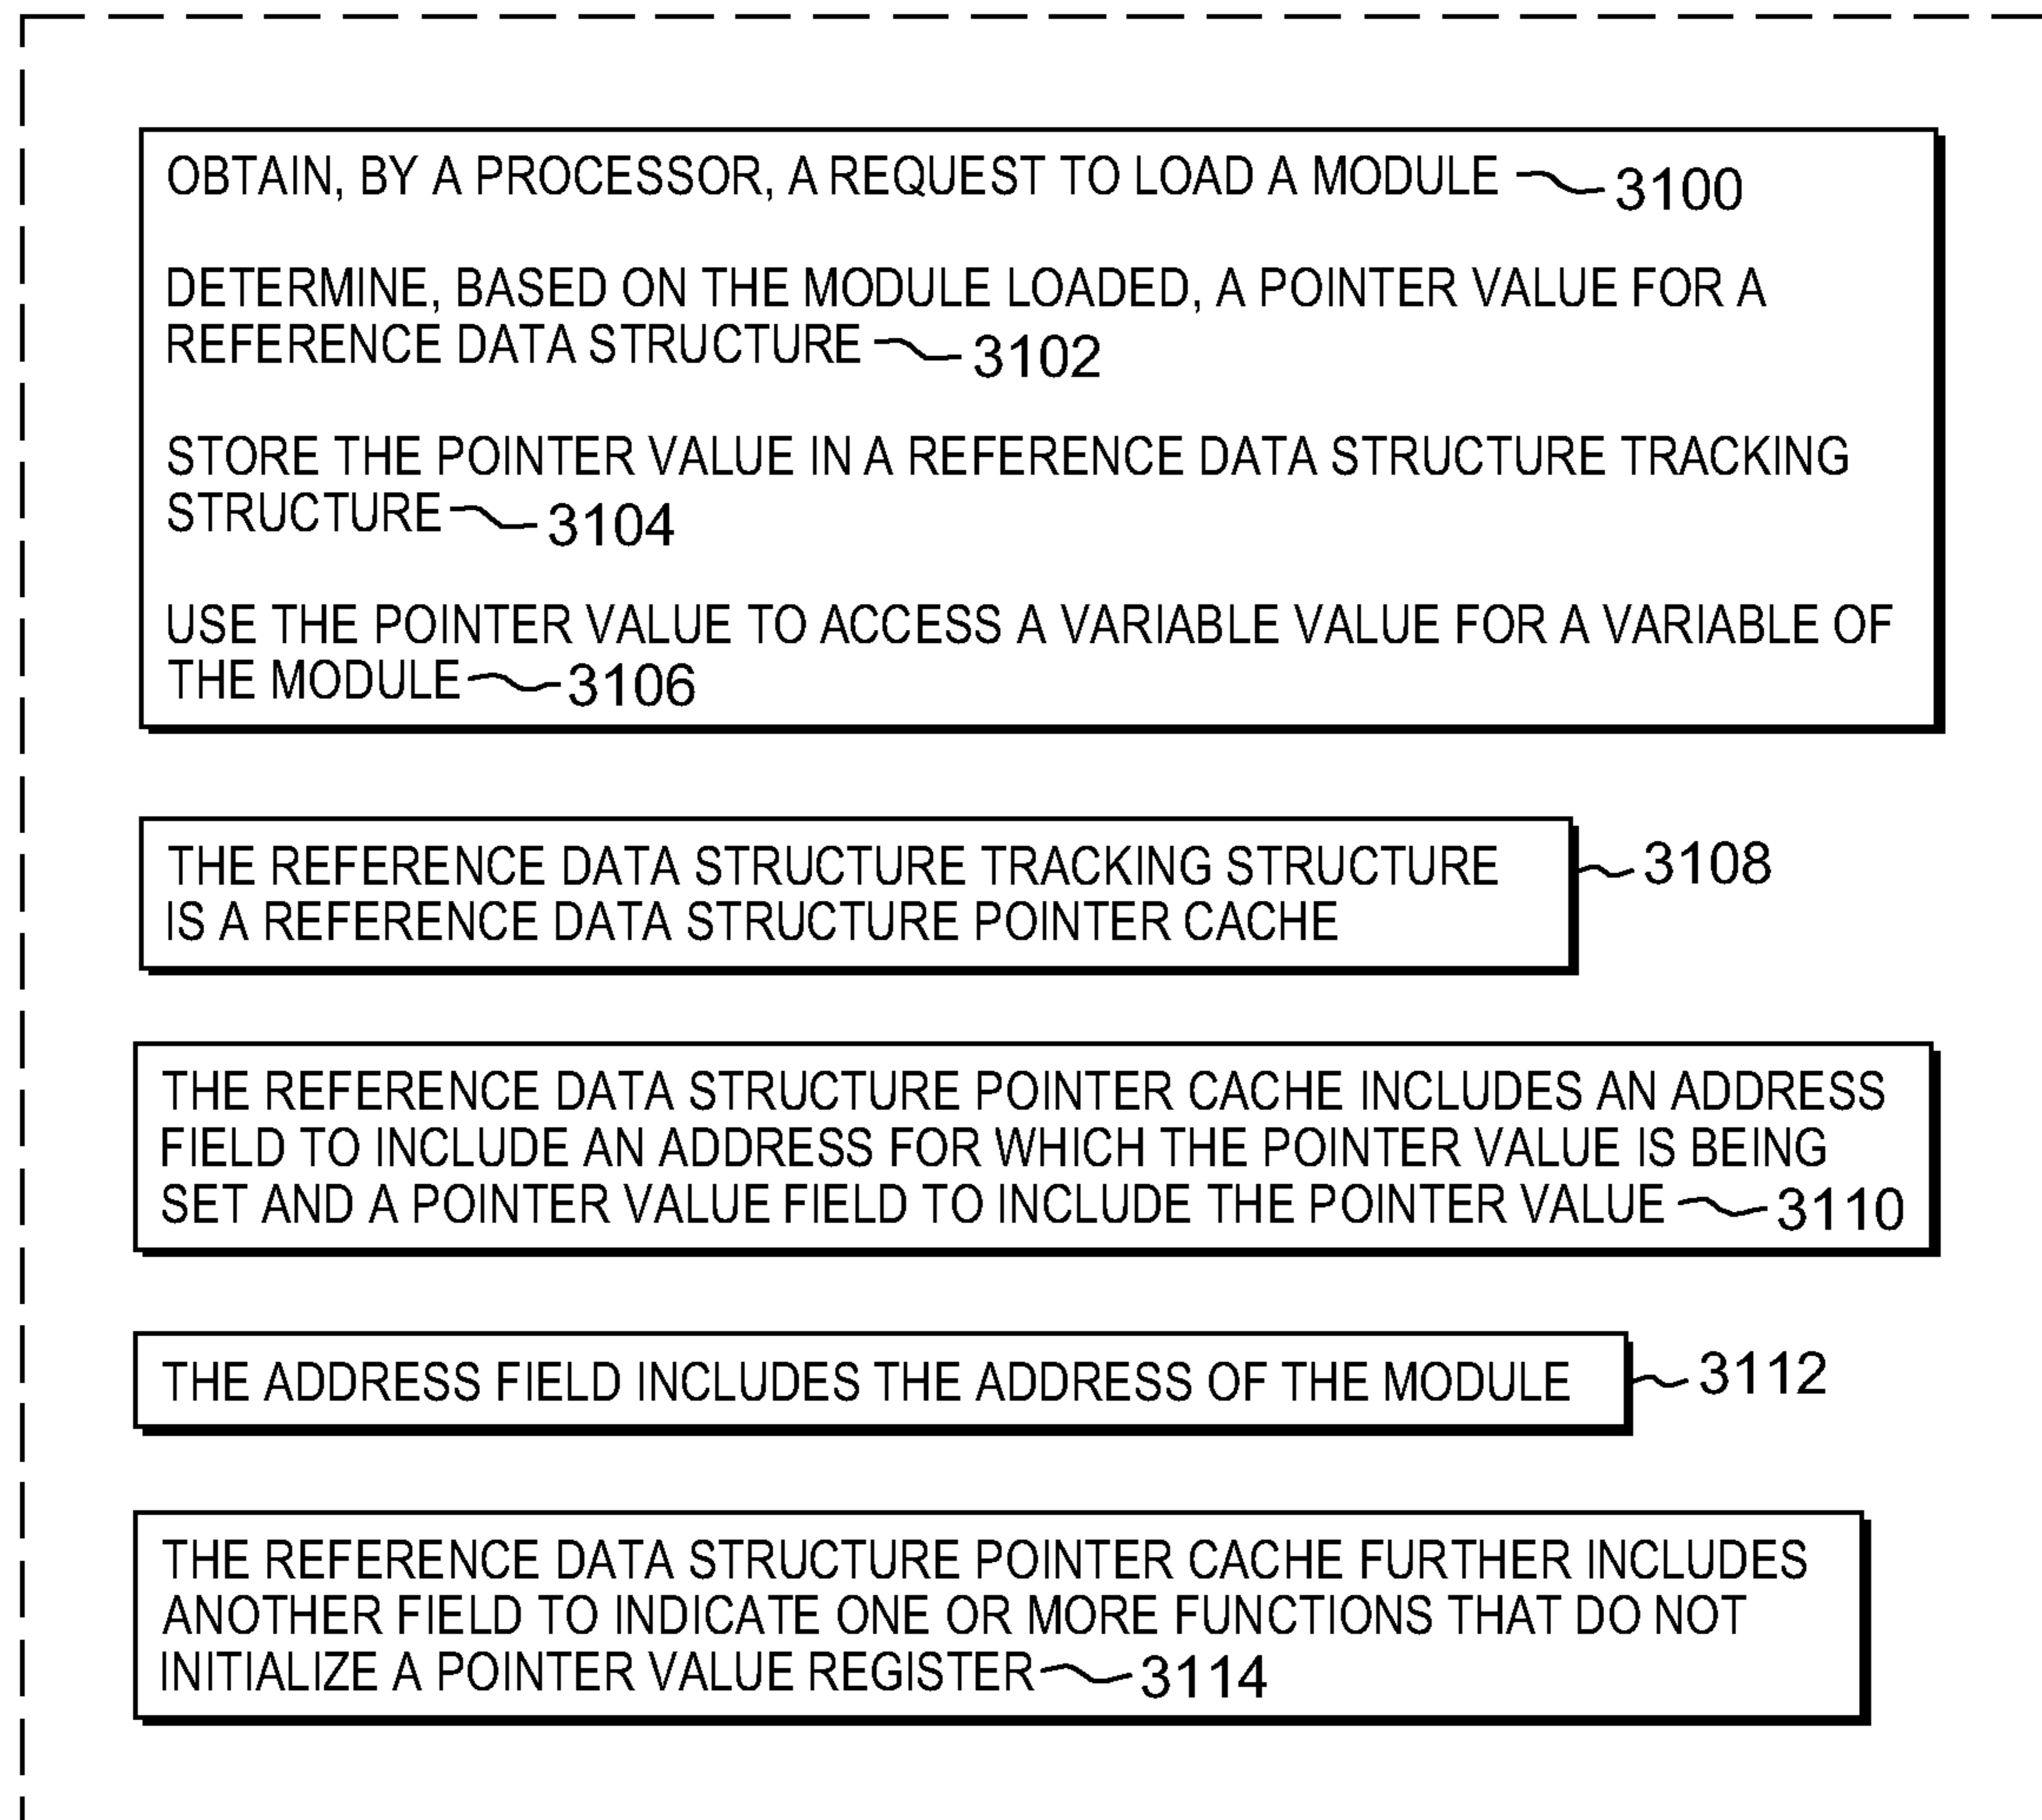 OBTAIN, BY A PROCESSOR, A REQUEST TO LOAD A MODULE 3100
DETERMINE, BASED ON THE MODULE LOADED, A POINTER VALUE FOR A
REFERENCE DATA STRUCTURE 3102
STORE THE POINTER VALUE IN A REFERENCE DATA STRUCTURE TRACKING
STRUCTURE 3104
USE THE POINTER VALUE TO ACCESS A VARIABLE VALUE FOR A VARIABLE OF
THE MODULE 3106
THE REFERENCE DATA STRUCTURE TRACKING STRUCTURE 3108
IS A REFERENCE DATA STRUCTURE POINTER CACHE
THE REFERENCE DATA STRUCTURE POINTER CACHE INCLUDES AN ADDRESS
FIELD TO INCLUDE AN ADDRESS FOR WHICH THE POINTER VALUE IS BEING
SET AND A POINTER VALUE FIELD TO INCLUDE THE POINTER VALUE 3110
THE ADDRESS FIELD INCLUDES THE ADDRESS OF THE MODULE 3112
THE REFERENCE DATA STRUCTURE POINTER CACHE FURTHER INCLUDES
ANOTHER FIELD TO INDICATE ONE OR MORE FUNCTIONS THAT DO NOT
INITIALIZE A POINTER VALUE REGISTER 3114